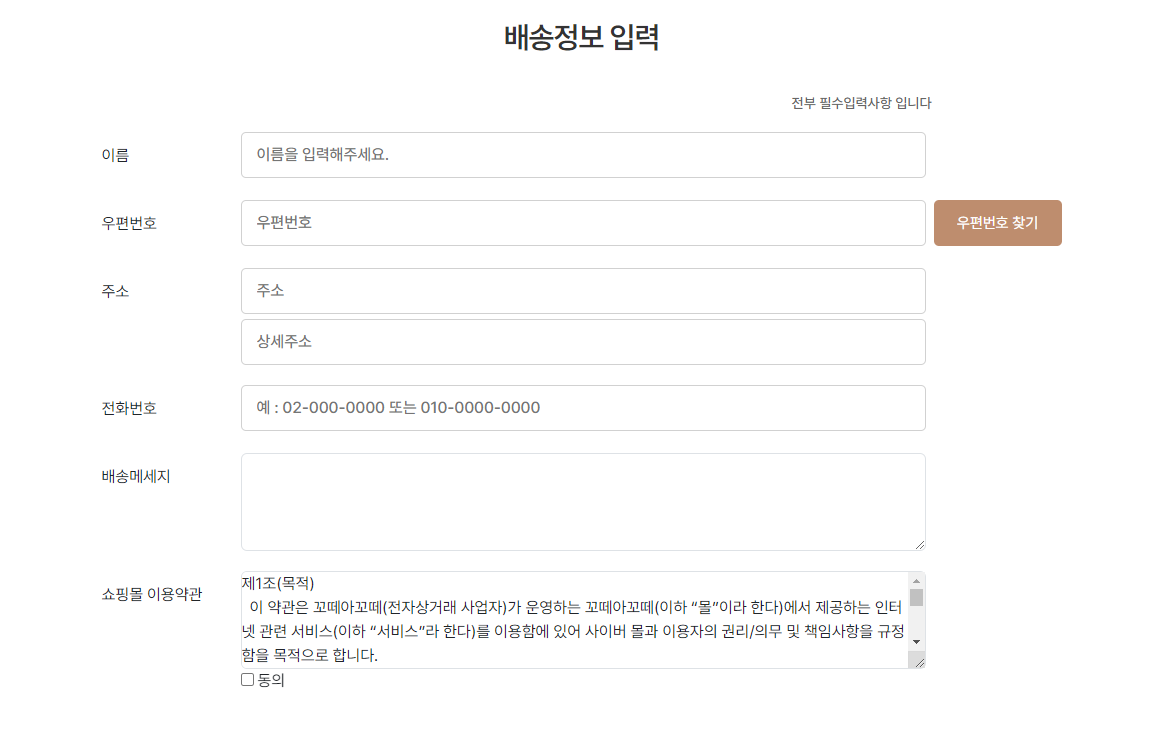 배송정보 입력
전부 필수입력사항 입니다
이름
이름을 입력해주세요.
우편번호
우편번호
우편번호 찾기
주소
주소
상세주소
전화번호
예 : 02-000-0000 또는 010-0000-0000
배송메세지
쇼핑몰 이용약관
제1조(목적)
이 약관은 꼬떼아꼬떼(전자상거래 사업자)가 운영하는 꼬떼아꼬떼(이하 “몰”이라 한다)에서 제공하는 인터
넷 관련 서비스(이하 “서비스”라 한다)를 이용함에 있어 사이버 몰과 이용자의 권리/의무 및 책임사항을 규정
함을 목적으로 합니다.
동의